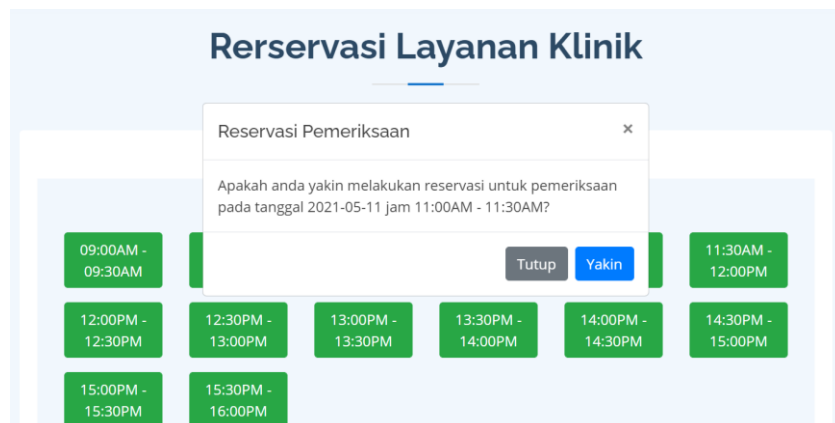 Rerservasi Layanan Klinik
Reservasi Pemeriksaan ×
Apakah anda yakin melakukan reservasi untuk pemeriksaan
pada tanggal 2021-05-11 jam 11:00AM - 11:30AM?
Tutup Yakin
09:00AM -
09:30AM
11:30AM -
12:00PM
12:00PM -
12:30PM
12:30PM -
13:00PM
13:00PM -
13:30PM
13:30PM -
14:00PM
14:00PM -
14:30PM
14:30PM -
15:00PM
15:00PM -
15:30PM
15:30PM -
16:00PM